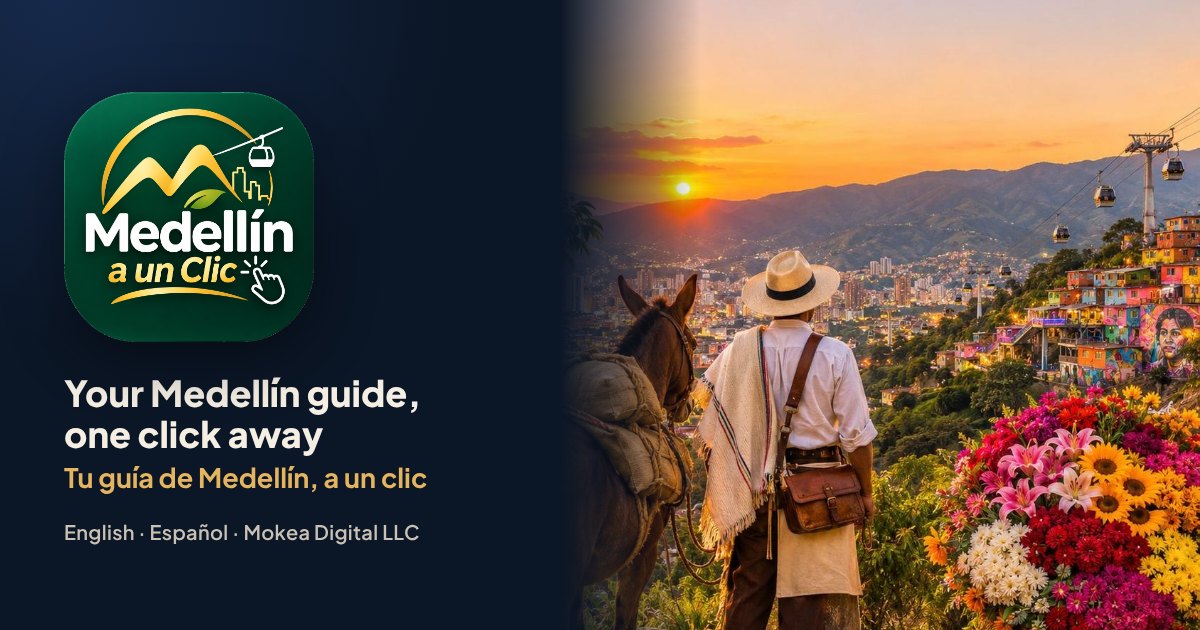 Medellín
a un Clic
Your Medellín guide,
one click away
Tu guía de Medellín, a un clic
English · Español · Mokea Digital LLC